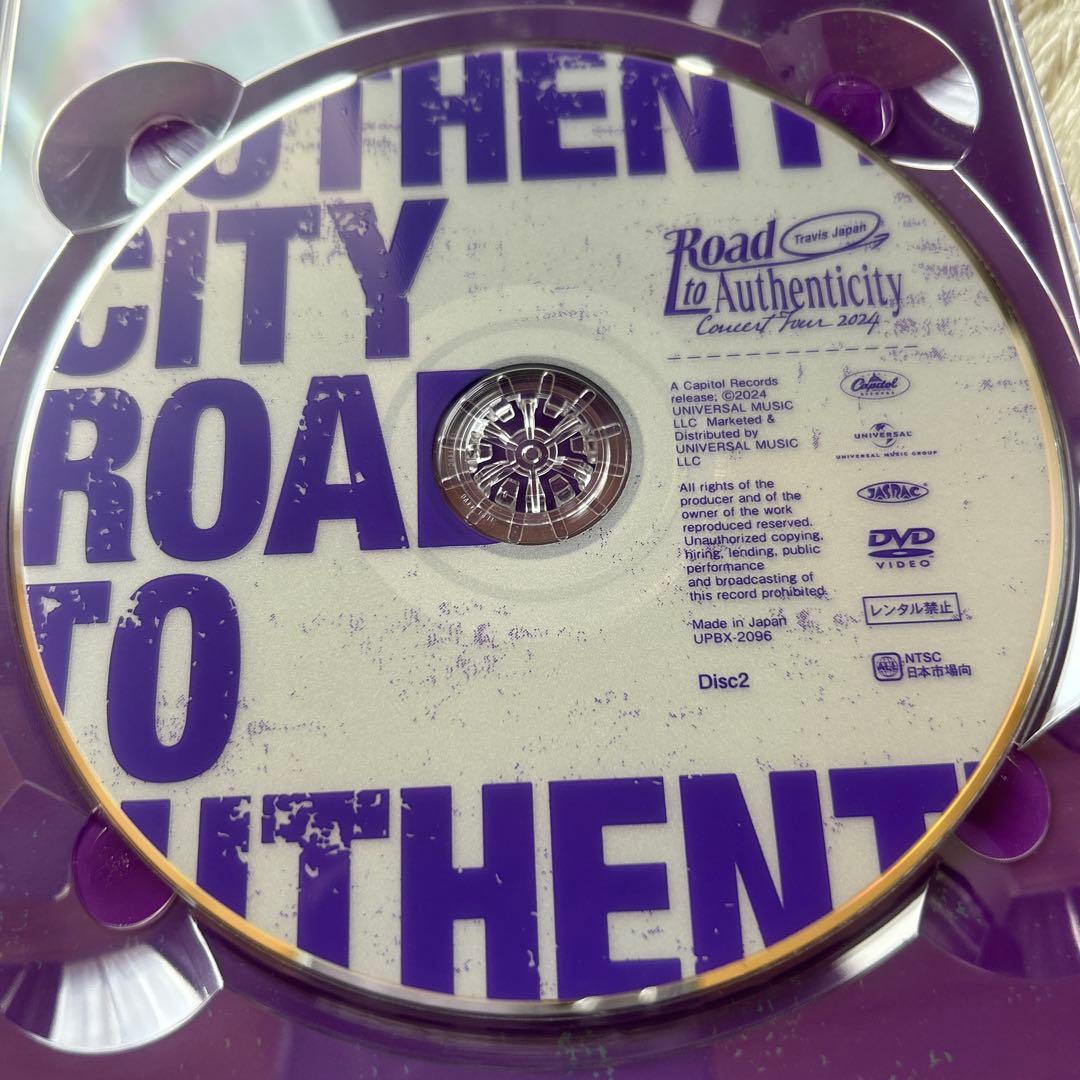 UTHENTI
CITY
ROAD
TO
UTHENT
Road
Travis Japan
to Authenticity
Concert Tour 2024
A Capitol Records
release; ©2024
UNIVERSAL MUSIC
LLC Marketed &
Distributed by
UNIVERSAL MUSIC
LLC
All rights of the
producer and of the
owner of the work
reproduced reserved.
Unauthorized copying,
hiring, lending, public
performance
and broadcasting of
this record prohibited.
Made in Japan
UPBX-2096
Disc2
Capitol
RECORDS
UNIVERSAL
UNIVERSAL MUSIC GROUP
JASRAC
DVD
VIDEO
レンタル禁止
ALL
NTSC
日本市場向